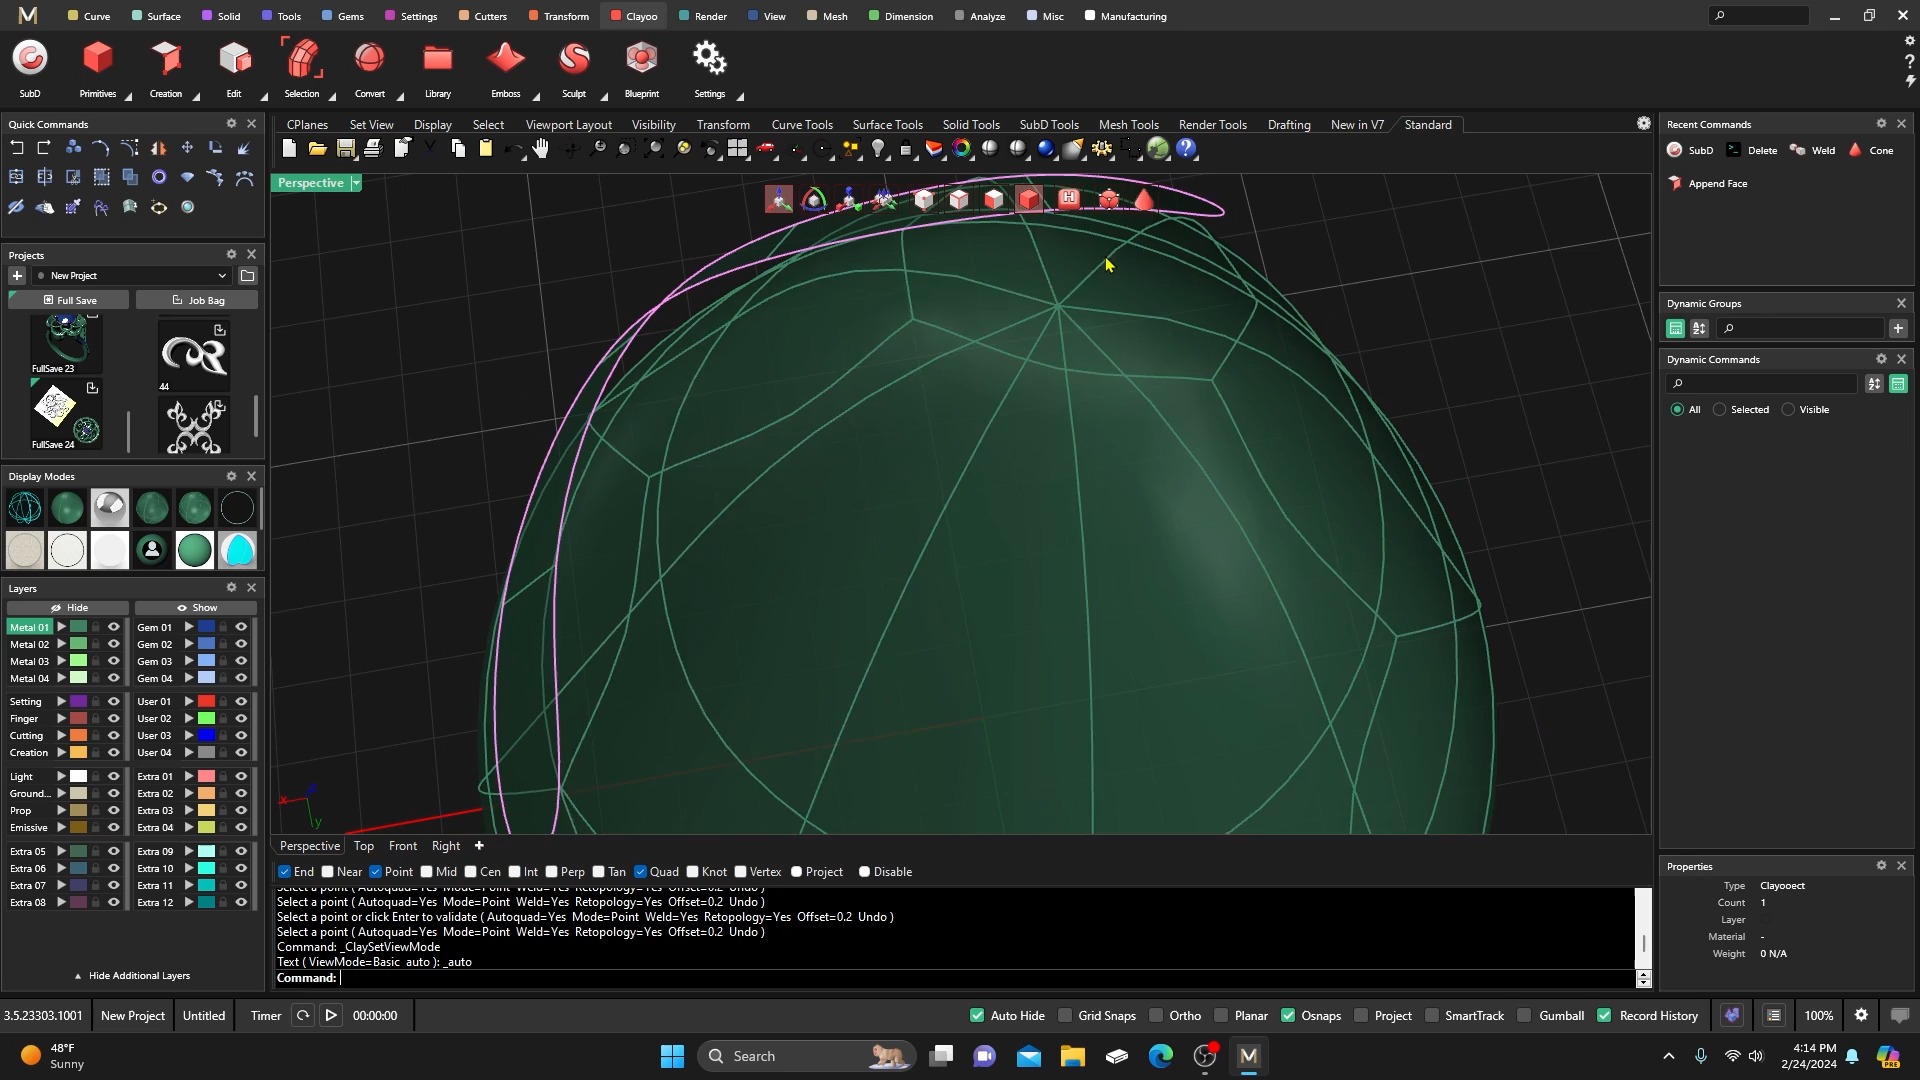 Curve Surface Solid Tools Gems Settings Cutters Transform Clayoo Render View Mesh Dimension Analyze Misc Manufacturing
SubD Primitives Creation Edit Selection Convert Library Emboss Sculpt Blueprint Settings
Quick Commands
CPlanes Set View Display Select Viewport Layout Visibility Transform Curve Tools Surface Tools Solid Tools SubD Tools Mesh Tools Render Tools Drafting New in V7 Standard
Recent Commands
SubD Delete Weld Cone
Append Face
Perspective
Projects
New Project
Full Save Job Bag
FullSave 23
44
FullSave 24
Dynamic Groups
Dynamic Commands
All Selected Visible
Display Modes
Layers
Hide Show
Metal 01 Gem 01
Metal 02 Gem 02
Metal 03 Gem 03
Metal 04 Gem 04
Setting User 01
Finger User 02
Cutting User 03
Creation User 04
Light Extra 01
Ground... Extra 02
Prop Extra 03
Emissive Extra 04
Extra 05 Extra 09
Extra 06 Extra 10
Extra 07 Extra 11
Extra 08 Extra 12
Hide Additional Layers
x
z
y
H
Perspective Top Front Right
End Near Point Mid Cen Int Perp Tan Quad Knot Vertex Project Disable
Select a point ( Autoquad=Yes Mode=Point Weld=Yes Retopology=Yes Offset=0.2 Undo )
Select a point ( Autoquad=Yes Mode=Point Weld=Yes Retopology=Yes Offset=0.2 Undo )
Select a point or click Enter to validate ( Autoquad=Yes Mode=Point Weld=Yes Retopology=Yes Offset=0.2 Undo )
Select a point ( Autoquad=Yes Mode=Point Weld=Yes Retopology=Yes Offset=0.2 Undo )
Command: _ClaySetViewMode
Text ( ViewMode=Basic auto ): _auto
Command:
Properties
Type Clayooect
Count 1
Layer
Material -
Weight 0 N/A
3.5.23303.1001 New Project Untitled Timer 00:00:00 Auto Hide Grid Snaps Ortho Planar Osnaps Project SmartTrack Gumball Record History 100%
48°F
Sunny
Search
4:14 PM
2/24/2024
PRE